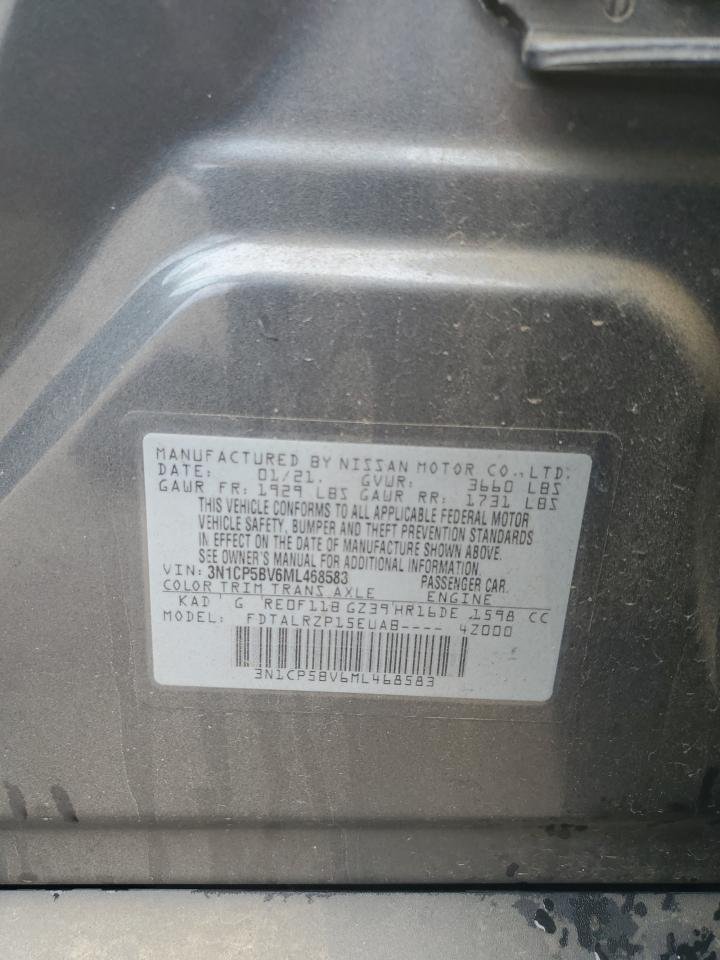 MANUFACTURED BY NISSAN MOTOR CO., LTD.
DATE: 01/21. GVWR: 3660 LBS
GAWR FR: 1929 LBS GAWR RR: 1731 LBS
THIS VEHICLE CONFORMS TO ALL APPLICABLE FEDERAL MOTOR
VEHICLE SAFETY, BUMPER AND THEFT PREVENTION STANDARDS
IN EFFECT ON THE DATE OF MANUFACTURE SHOWN ABOVE.
SEE OWNER'S MANUAL FOR ADDITIONAL INFORMATION.
VIN: 3N1CP5BV6ML468583 PASSENGER CAR
COLOR TRIM TRANS AXLE ENGINE
KAD G RE0F11B GZ39 HR16DE 1598 CC
MODEL: FDTALRZP15EUAB---- 4Z000
3N1CP5BV6ML468583